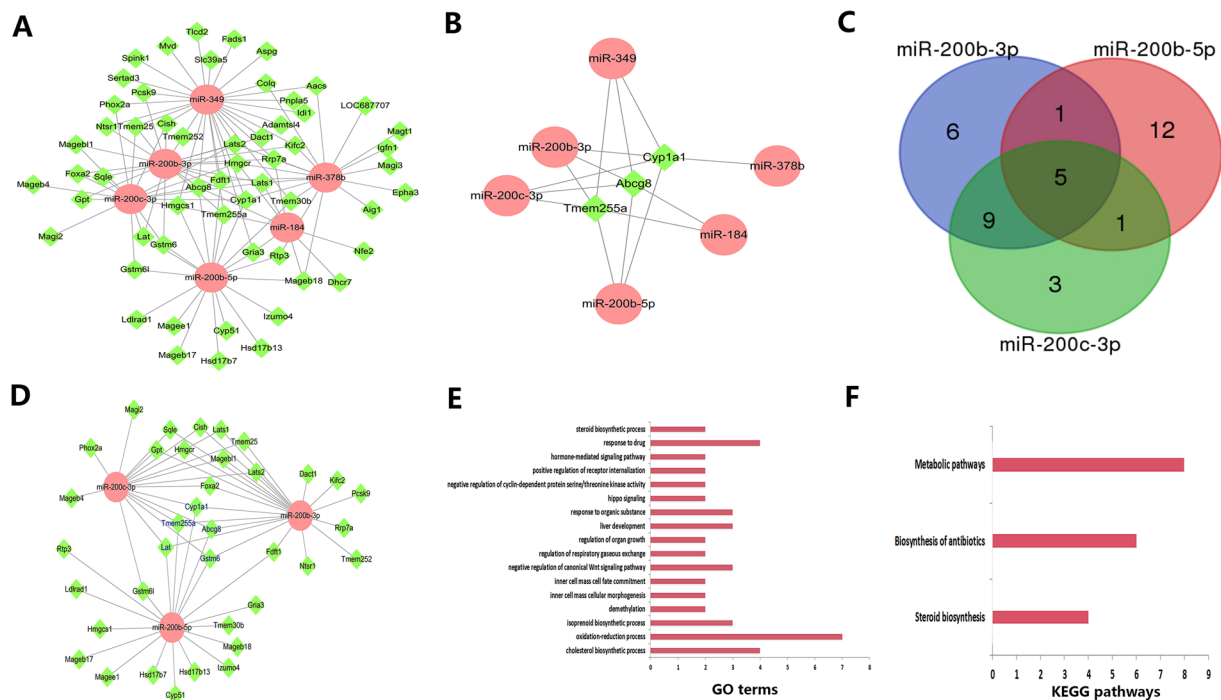 A
Tlcd2
Fads1
Mvd
Aspg
Slc39a5
Spink1
Sertad3
Colq
Aacs
Pcsk9
miR-349
Pnpla5
LOC687707
Phox2a
Idi1
Ntsr1
Tmem25
Cish
Adamtsl4
Magt1
Tmem252
Lats2
Dact1
Kifc2
Igfn1
Magebl1
miR-200b-3p
Hmgcr
Rrp7a
Magi3
Foxa2
Sqle
Fdft1
Lats1
miR-378b
Mageb4
Abcg8
Epha3
Gpt
miR-200c-3p
Cyp1a1
Tmem30b
Hmgcs1
Aig1
Tmem255a
miR-184
Magi2
Lat
Gstm6
Gria3
Rtp3
Nfe2
Gstm6l
miR-200b-5p
Mageb18
Dhcr7
Ldlrad1
Magee1
Cyp51
Izumo4
Mageb17
Hsd17b7
Hsd17b13
B
miR-349
miR-200b-3p
Cyp1a1
miR-378b
Abcg8
miR-200c-3p
Tmem255a
miR-184
miR-200b-5p
C
miR-200b-3p
miR-200b-5p
6
1
12
5
9
1
3
miR-200c-3p
D
Magi2
Phox2a
Sqle
Cish
Lats1
Gpt
Hmgcr
Tmem25
Magebl1
Lats2
miR-200c-3p
Foxa2
Dact1
Kifc2
Pcsk9
Mageb4
Cyp1a1
miR-200b-3p
Tmem255a
Abcg8
Rrp7a
Rtp3
Lat
Gstm6
Fdft1
Tmem252
Ntsr1
Ldlrad1
Gstm6l
Gria3
Hmgcs1
miR-200b-5p
Tmem30b
Mageb17
Mageb18
Magee1
Hsd17b7
Hsd17b13
Izumo4
Cyp51
E
steroid biosynthetic process
response to drug
hormone-mediated signaling pathway
positive regulation of receptor internalization
negative regulation of cyclin-dependent protein serine/threonine kinase activity
hippo signaling
response to organic substance
liver development
regulation of organ growth
regulation of respiratory gaseous exchange
negative regulation of canonical Wnt signaling pathway
inner cell mass cell fate commitment
inner cell mass cellular morphogenesis
demethylation
isoprenoid biosynthetic process
oxidation-reduction process
cholesterol biosynthetic process
0 1 2 3 4 5 6 7 8
GO terms
F
Metabolic pathways
Biosynthesis of antibiotics
Steroid biosynthesis
0 1 2 3 4 5 6 7 8 9
KEGG pathways